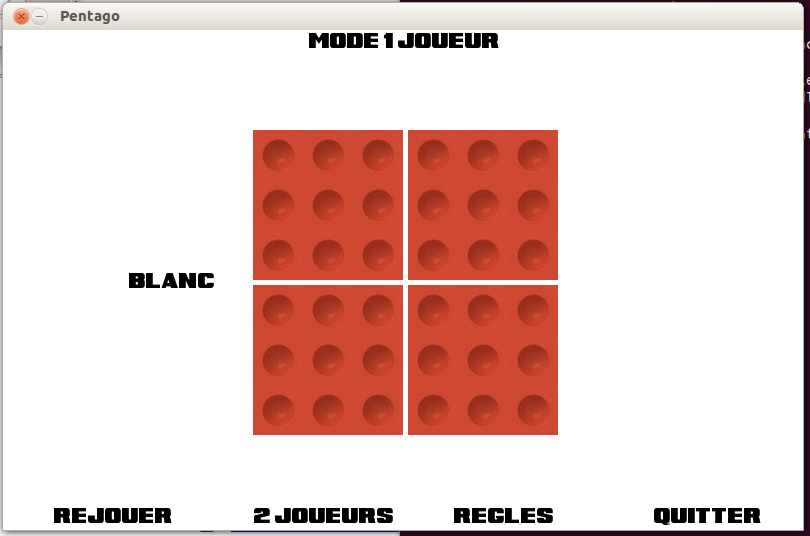 Pentago
MODE 1 JOUEUR
BLANC
REJOUER
2 JOUEURS
REGLES
QUITTER